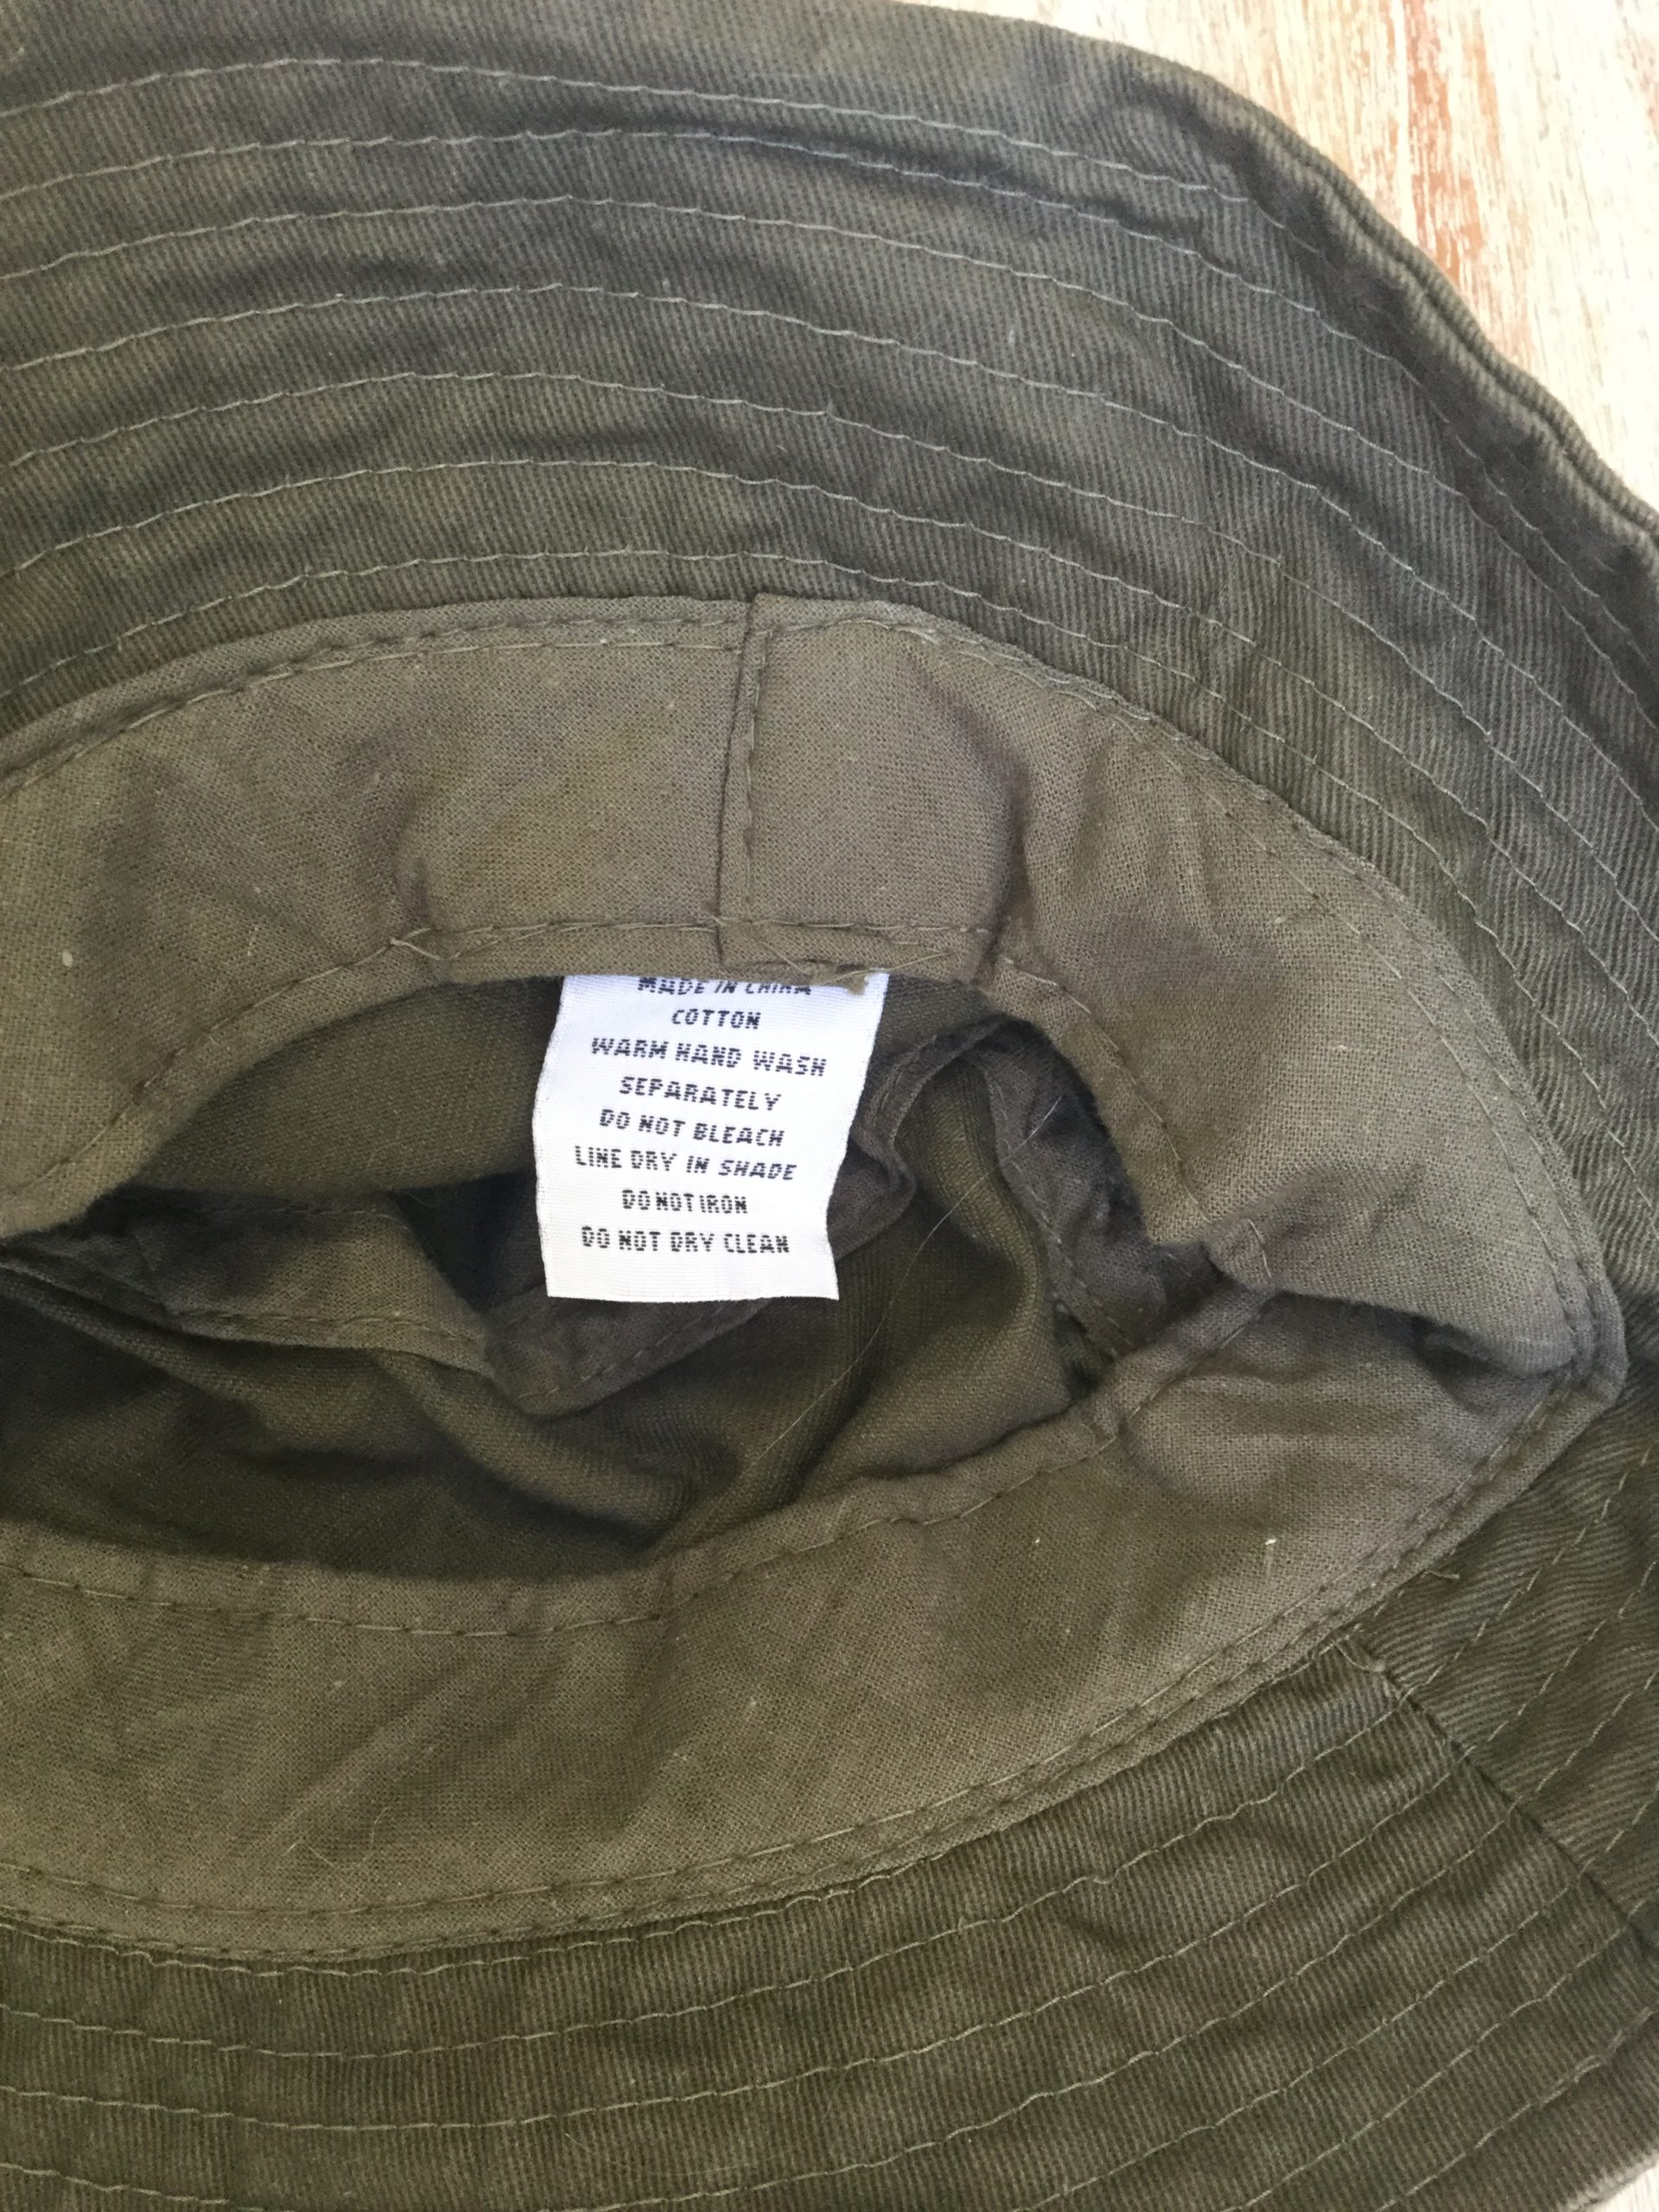 MADE IN CHINA
COTTON
WARM HAND WASH
SEPARATELY
DO NOT BLEACH
LINE DRY IN SHADE
DO NOT IRON
DO NOT DRY CLEAN